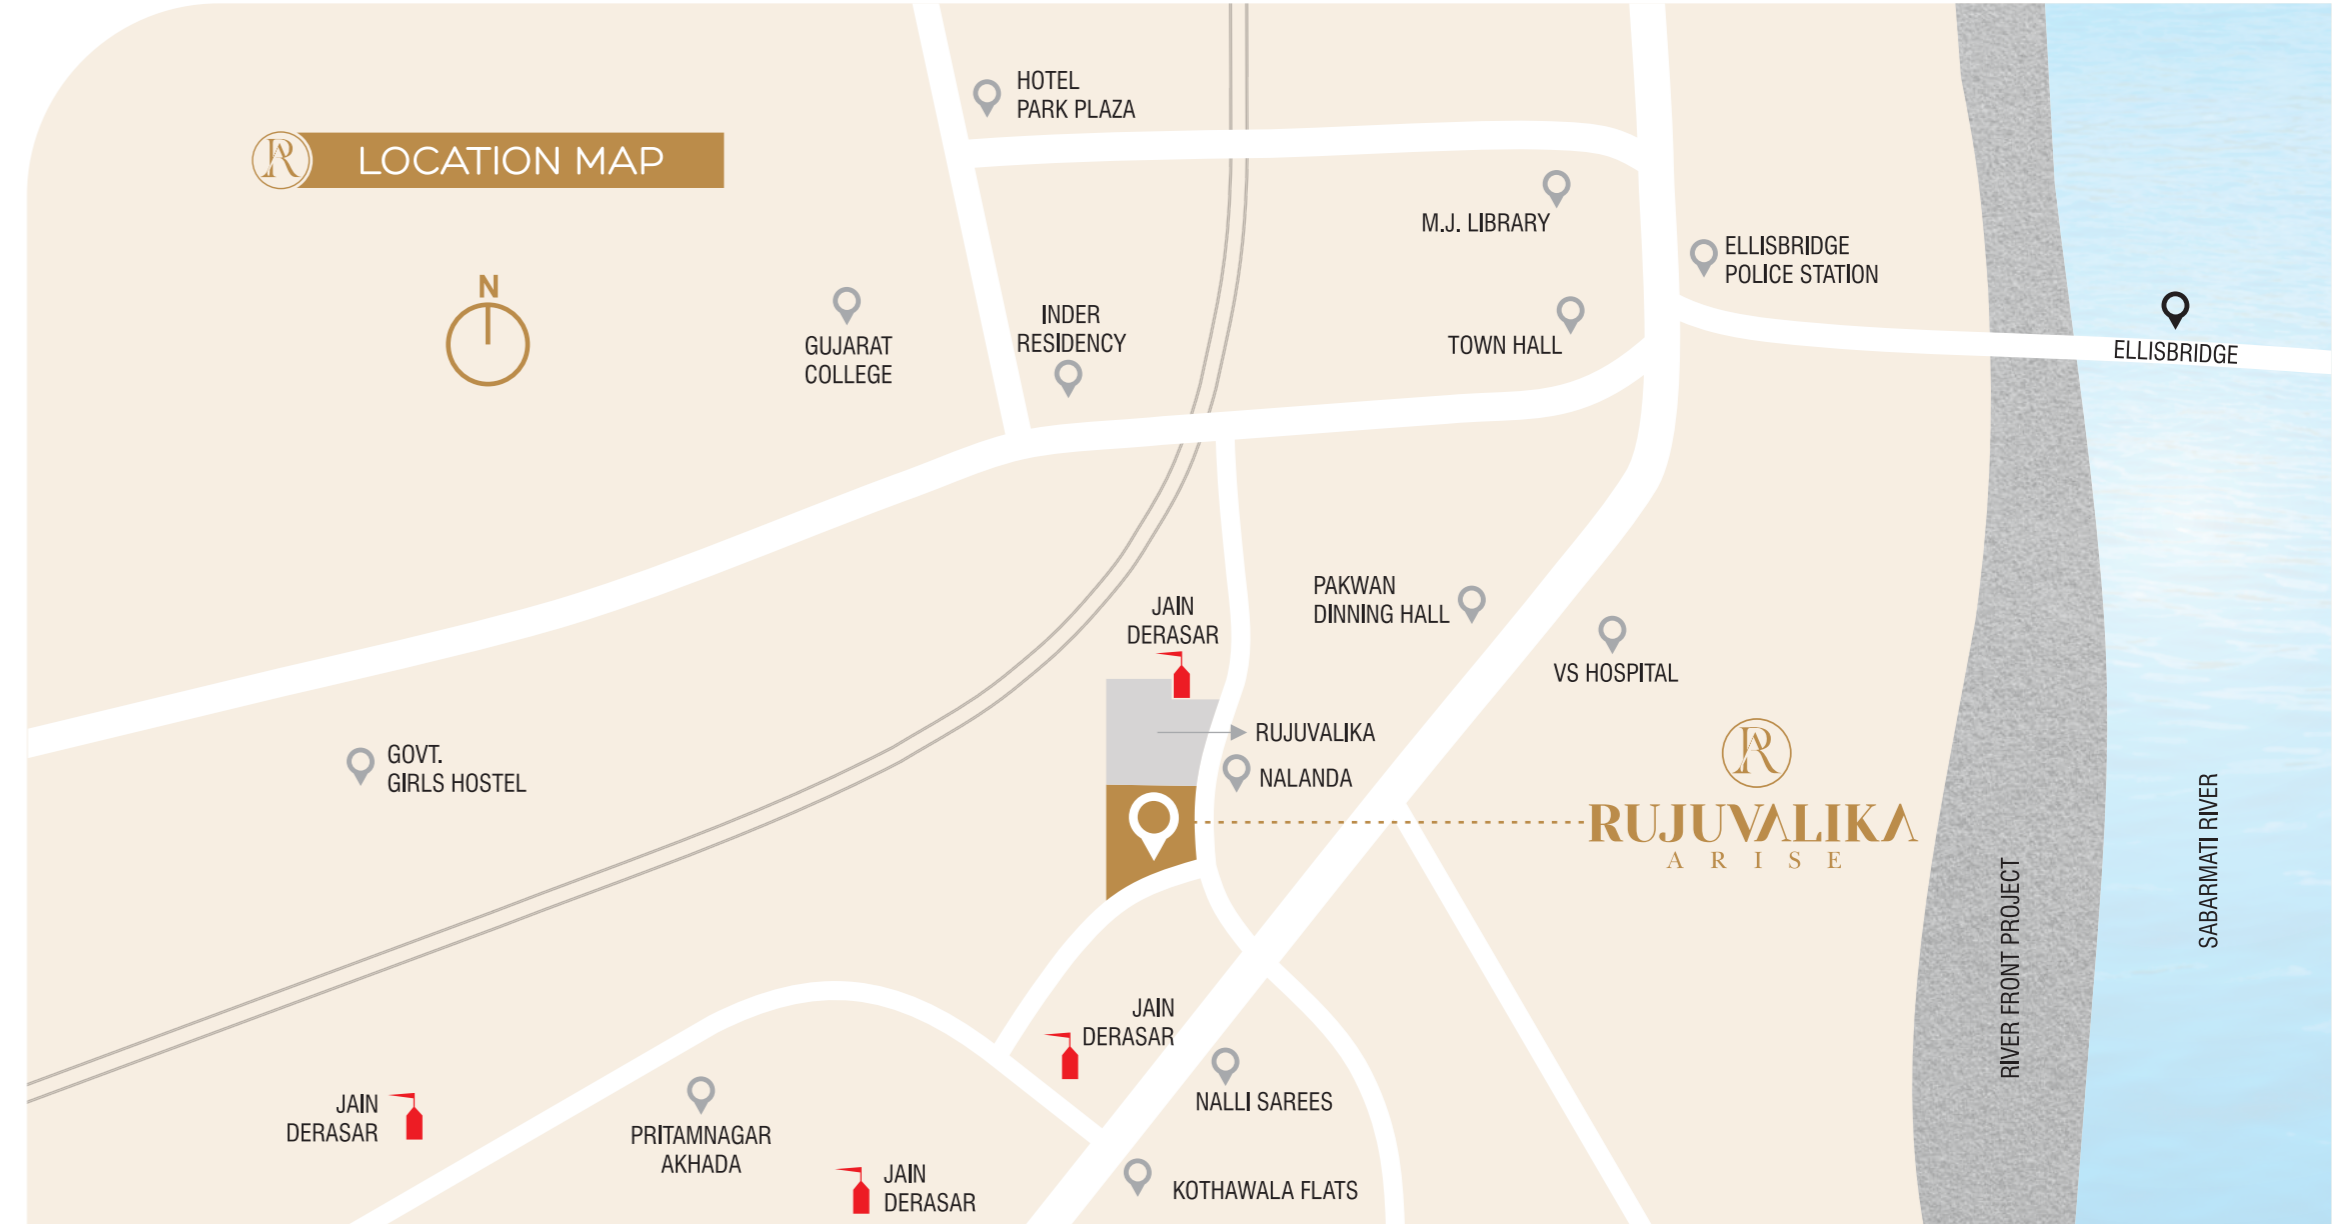 HOTEL
PARK PLAZA
LOCATION MAP
M.J. LIBRARY
ELLISBRIDGE
POLICE STATION
N
GUJARAT
COLLEGE
INDER
RESIDENCY
TOWN HALL
ELLISBRIDGE
JAIN
DERASAR
PAKWAN
DINNING HALL
VS HOSPITAL
RUJUVALIKA
NALANDA
GOVT.
GIRLS HOSTEL
RUJUVALIKA
ARISE
RIVER FRONT PROJECT
SABARMATI RIVER
JAIN
DERASAR
NALLI SAREES
JAIN
DERASAR
PRITAMNAGAR
AKHADA
JAIN
DERASAR
KOTHAWALA FLATS